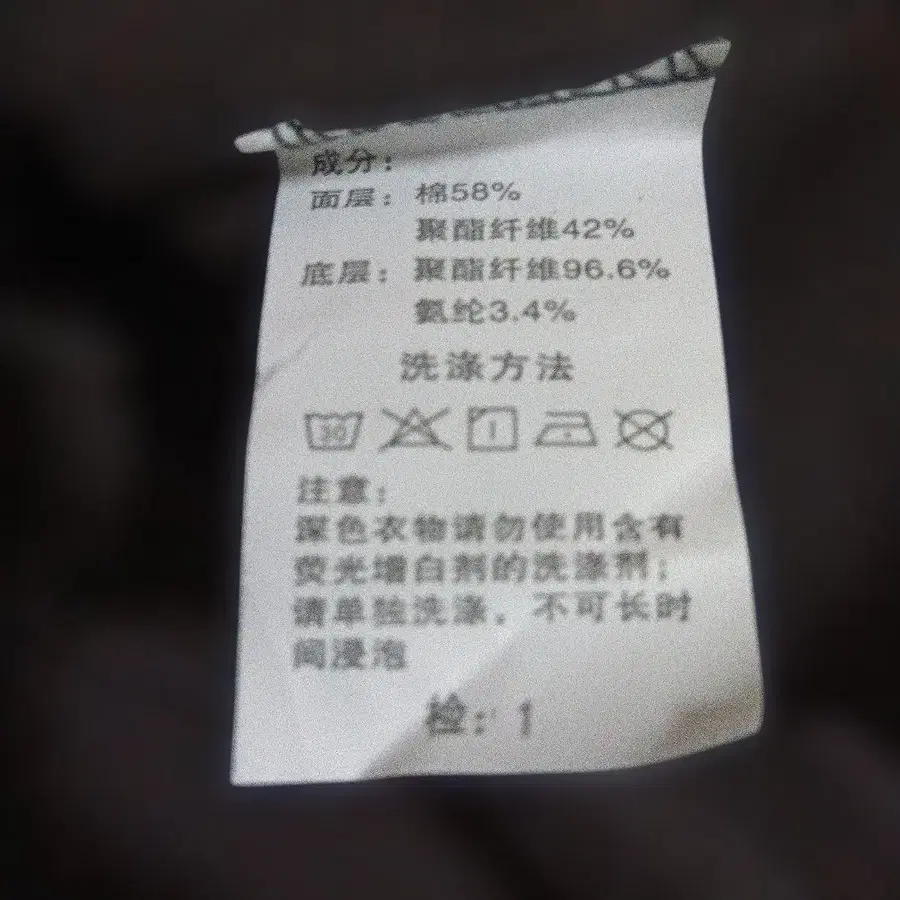 成分：
面层：棉58%
聚酯纤维42%
底层：聚酯纤维96.6%
氨纶3.4%
洗涤方法
30
注意：
深色衣物请勿使用含有
荧光增白剂的洗涤剂；
请单独洗涤，不可长时
间浸泡
检：1